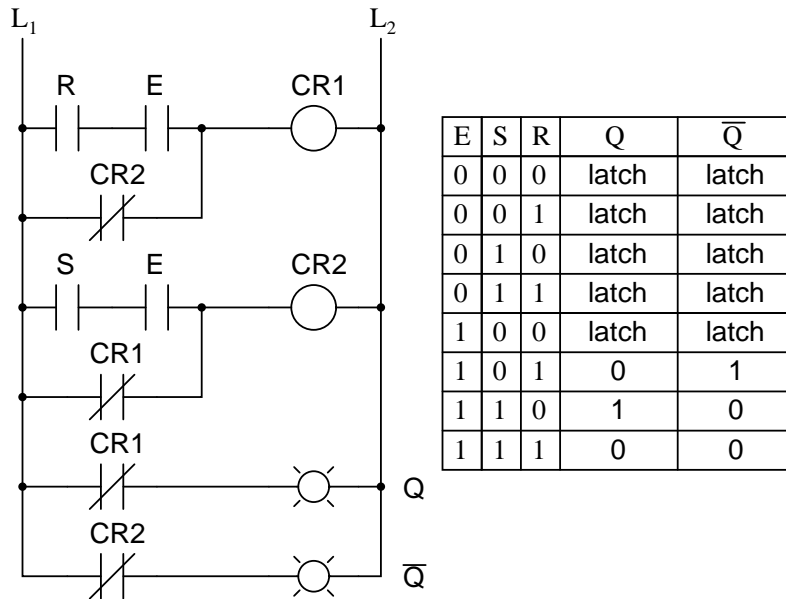 L1 L2
R E CR1
CR2
S E CR2
CR1
CR1
Q
CR2
Q̅
E S R Q Q̅
0 0 0 latch latch
0 0 1 latch latch
0 1 0 latch latch
0 1 1 latch latch
1 0 0 latch latch
1 0 1 0 1
1 1 0 1 0
1 1 1 0 0